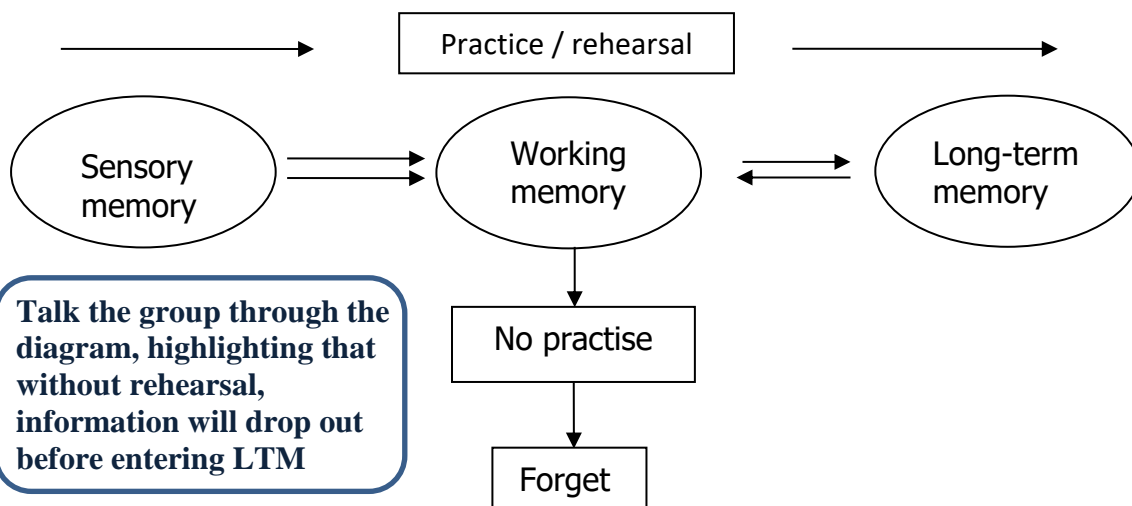 Practice / rehearsal
Sensory
memory
Working
memory
Long-term
memory
Talk the group through the
diagram, highlighting that
without rehearsal,
information will drop out
before entering LTM
No practise
Forget